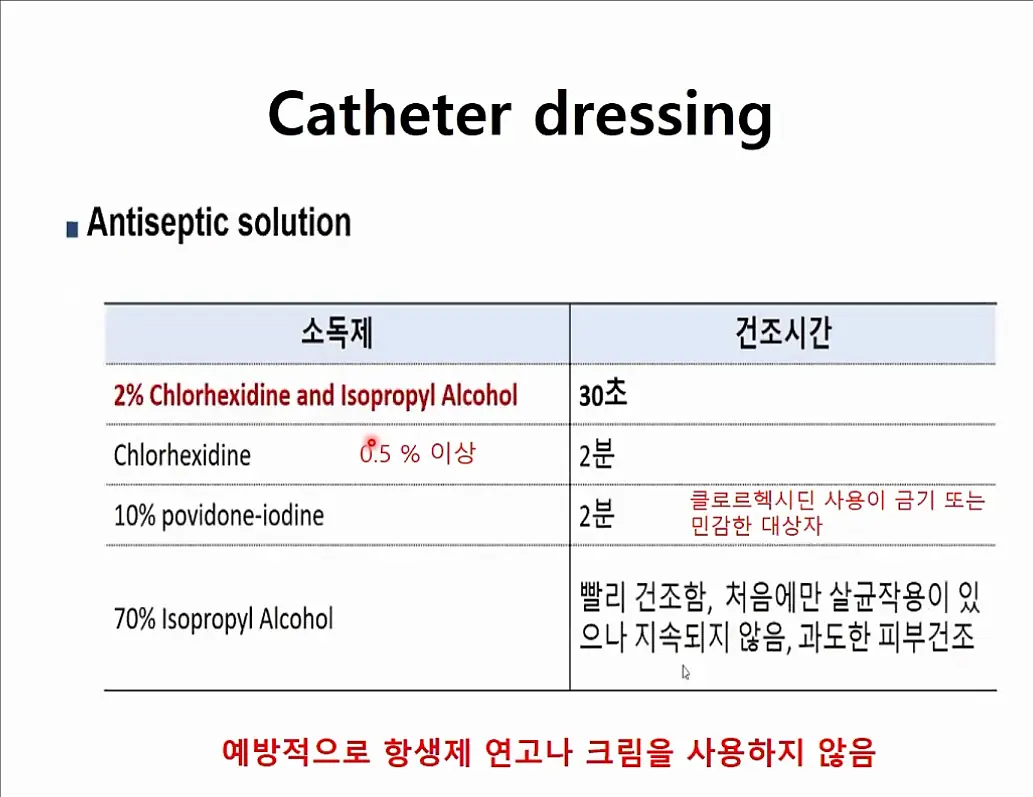 Catheter dressing
Antiseptic solution
소독제 건조시간
2% Chlorhexidine and Isopropyl Alcohol 30초
Chlorhexidine 0.5 % 이상 2분
10% povidone-iodine 2분 클로르헥시딘 사용이 금기 또는
민감한 대상자
70% Isopropyl Alcohol 빨리 건조함, 처음에만 살균작용이 있
으나 지속되지 않음, 과도한 피부건조
예방적으로 항생제 연고나 크림을 사용하지 않음